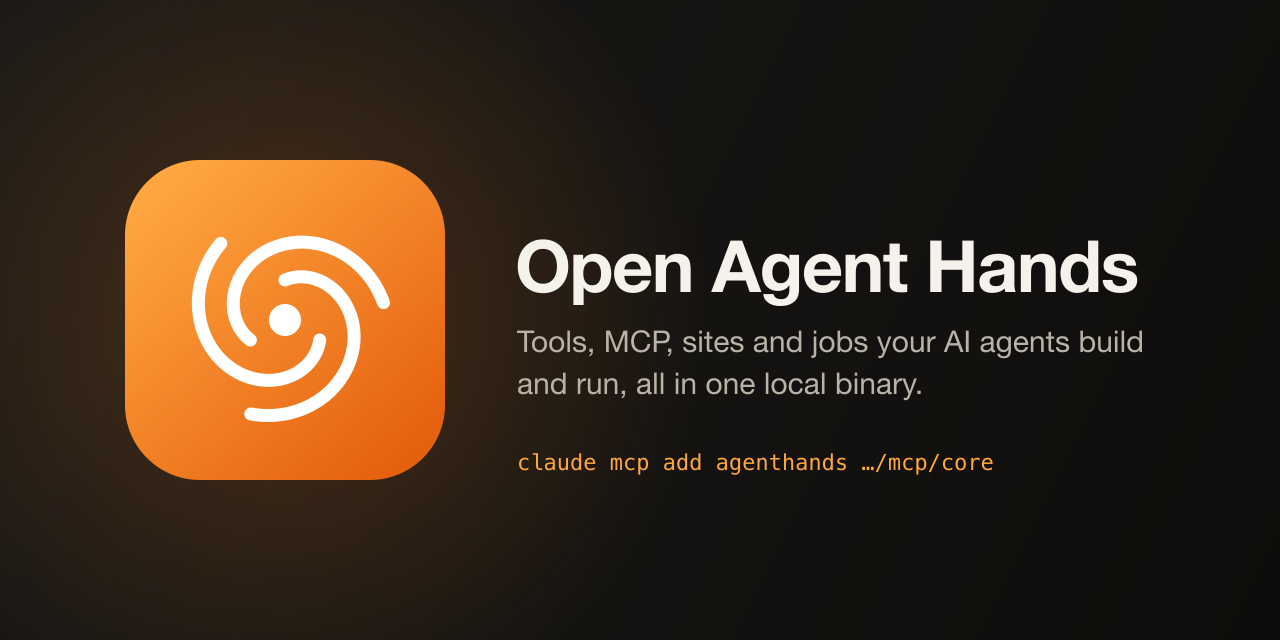 Open Agent Hands
Tools, MCP, sites and jobs your AI agents build
and run, all in one local binary.
claude mcp add agenthands …/mcp/core